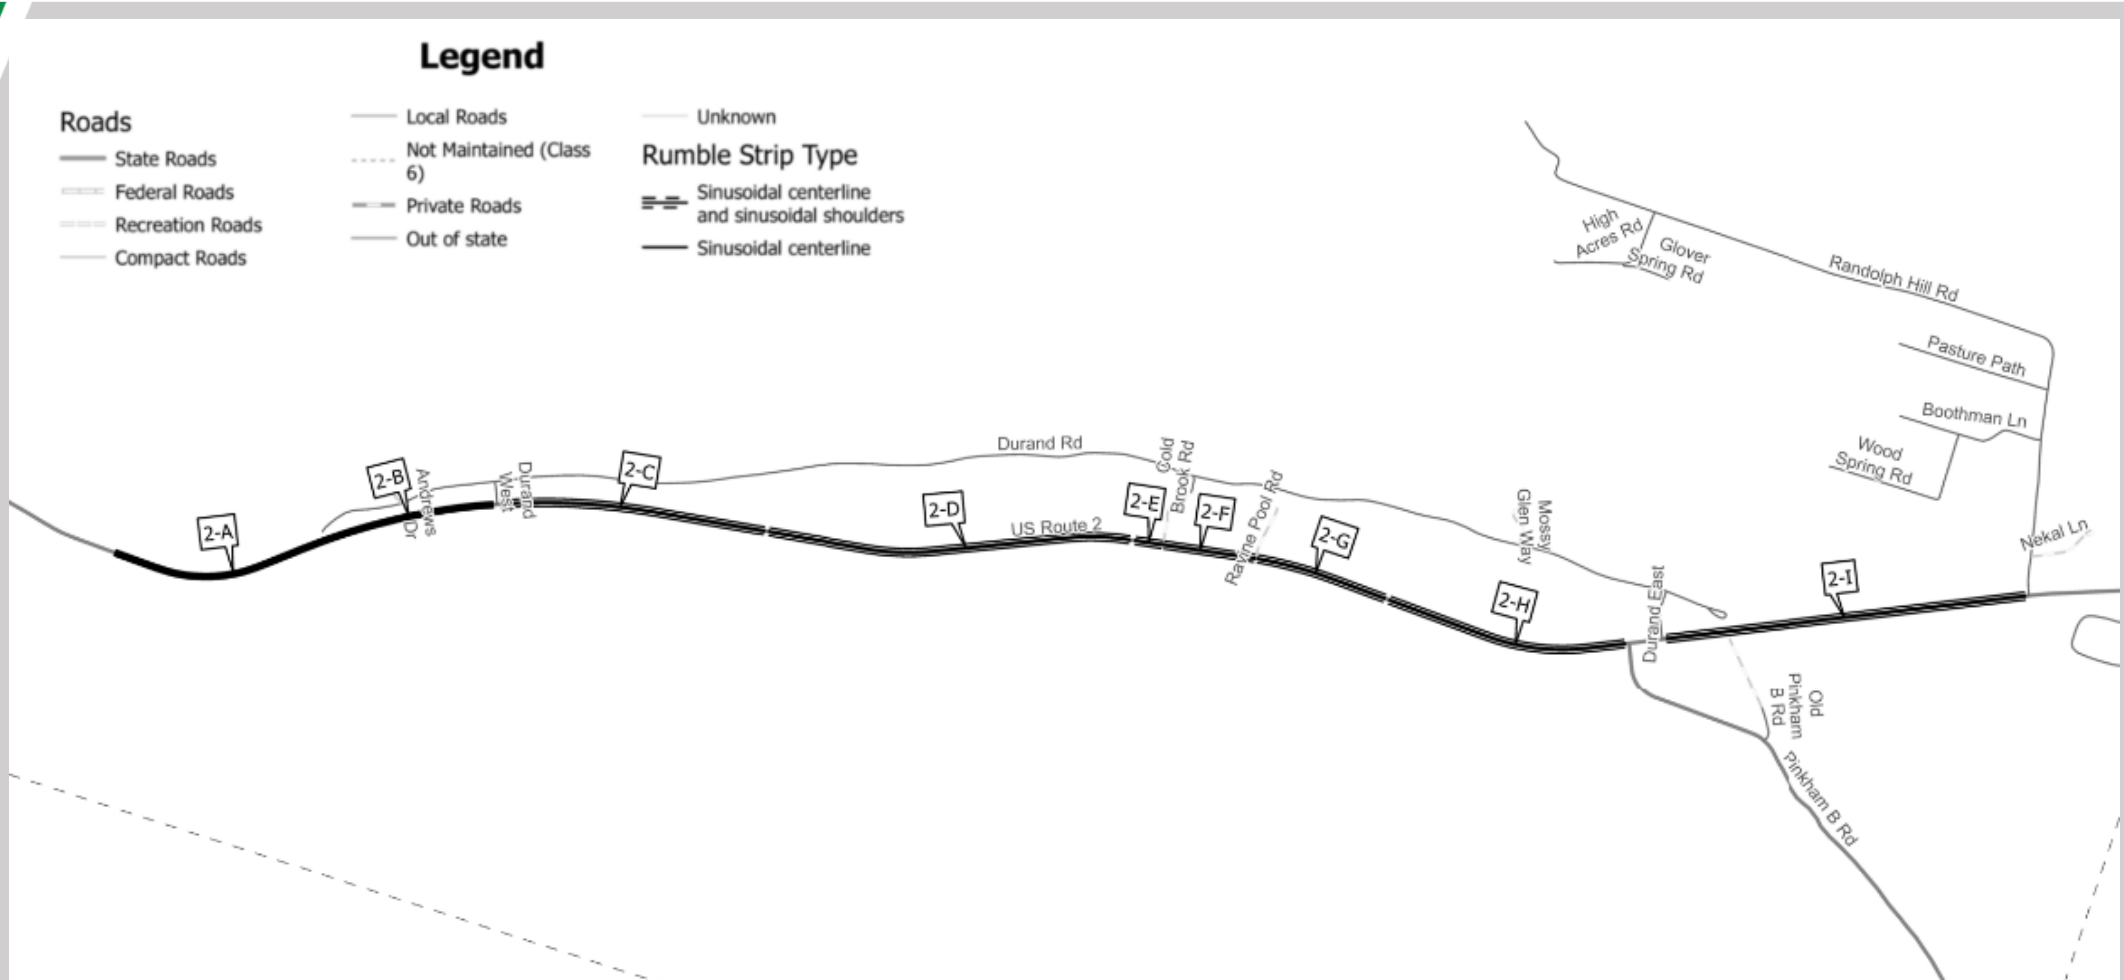 Legend
Roads
State Roads
Federal Roads
Recreation Roads
Compact Roads
Local Roads
Not Maintained (Class
6)
Private Roads
Out of state
Unknown
Rumble Strip Type
Sinusoidal centerline
and sinusoidal shoulders
Sinusoidal centerline
High
Acres Rd
Glover
Spring Rd
Randolph Hill Rd
Pasture Path
Boothman Ln
Wood
Spring Rd
Nekal Ln
2-A
2-B
Andrews
Dr
Durand
West
2-C
Durand Rd
2-D
US Route 2
2-E
Cold
Brook Rd
2-F
Ravine Pool Rd
2-G
Mossy
Glen Way
2-H
Durand East
2-I
Old
Pinkham
B Rd
Pinkham B Rd